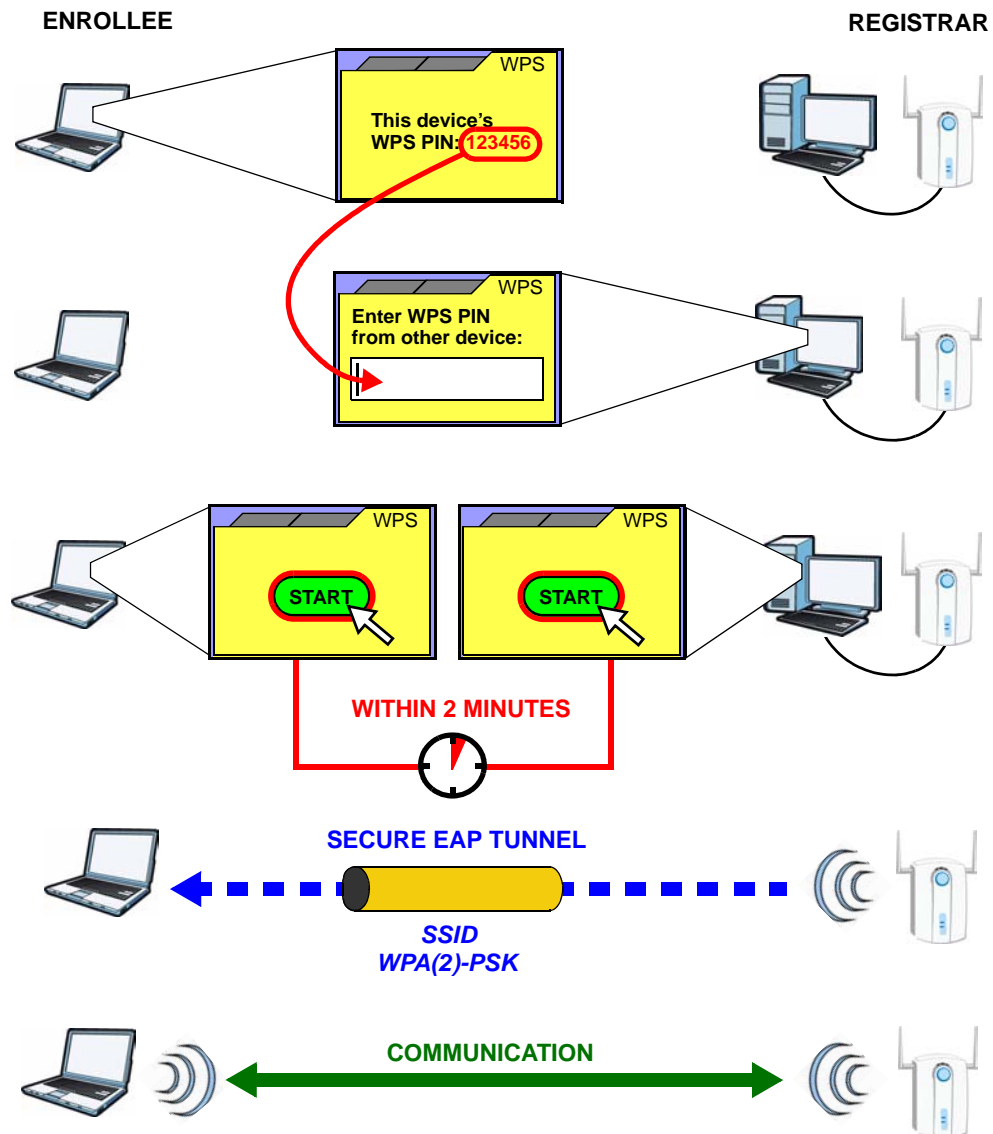 ENROLLEE
REGISTRAR
WPS
This device's
WPS PIN: 123456
WPS
Enter WPS PIN
from other device:
WPS
WPS
START
START
WITHIN 2 MINUTES
SECURE EAP TUNNEL
SSID
WPA(2)-PSK
COMMUNICATION